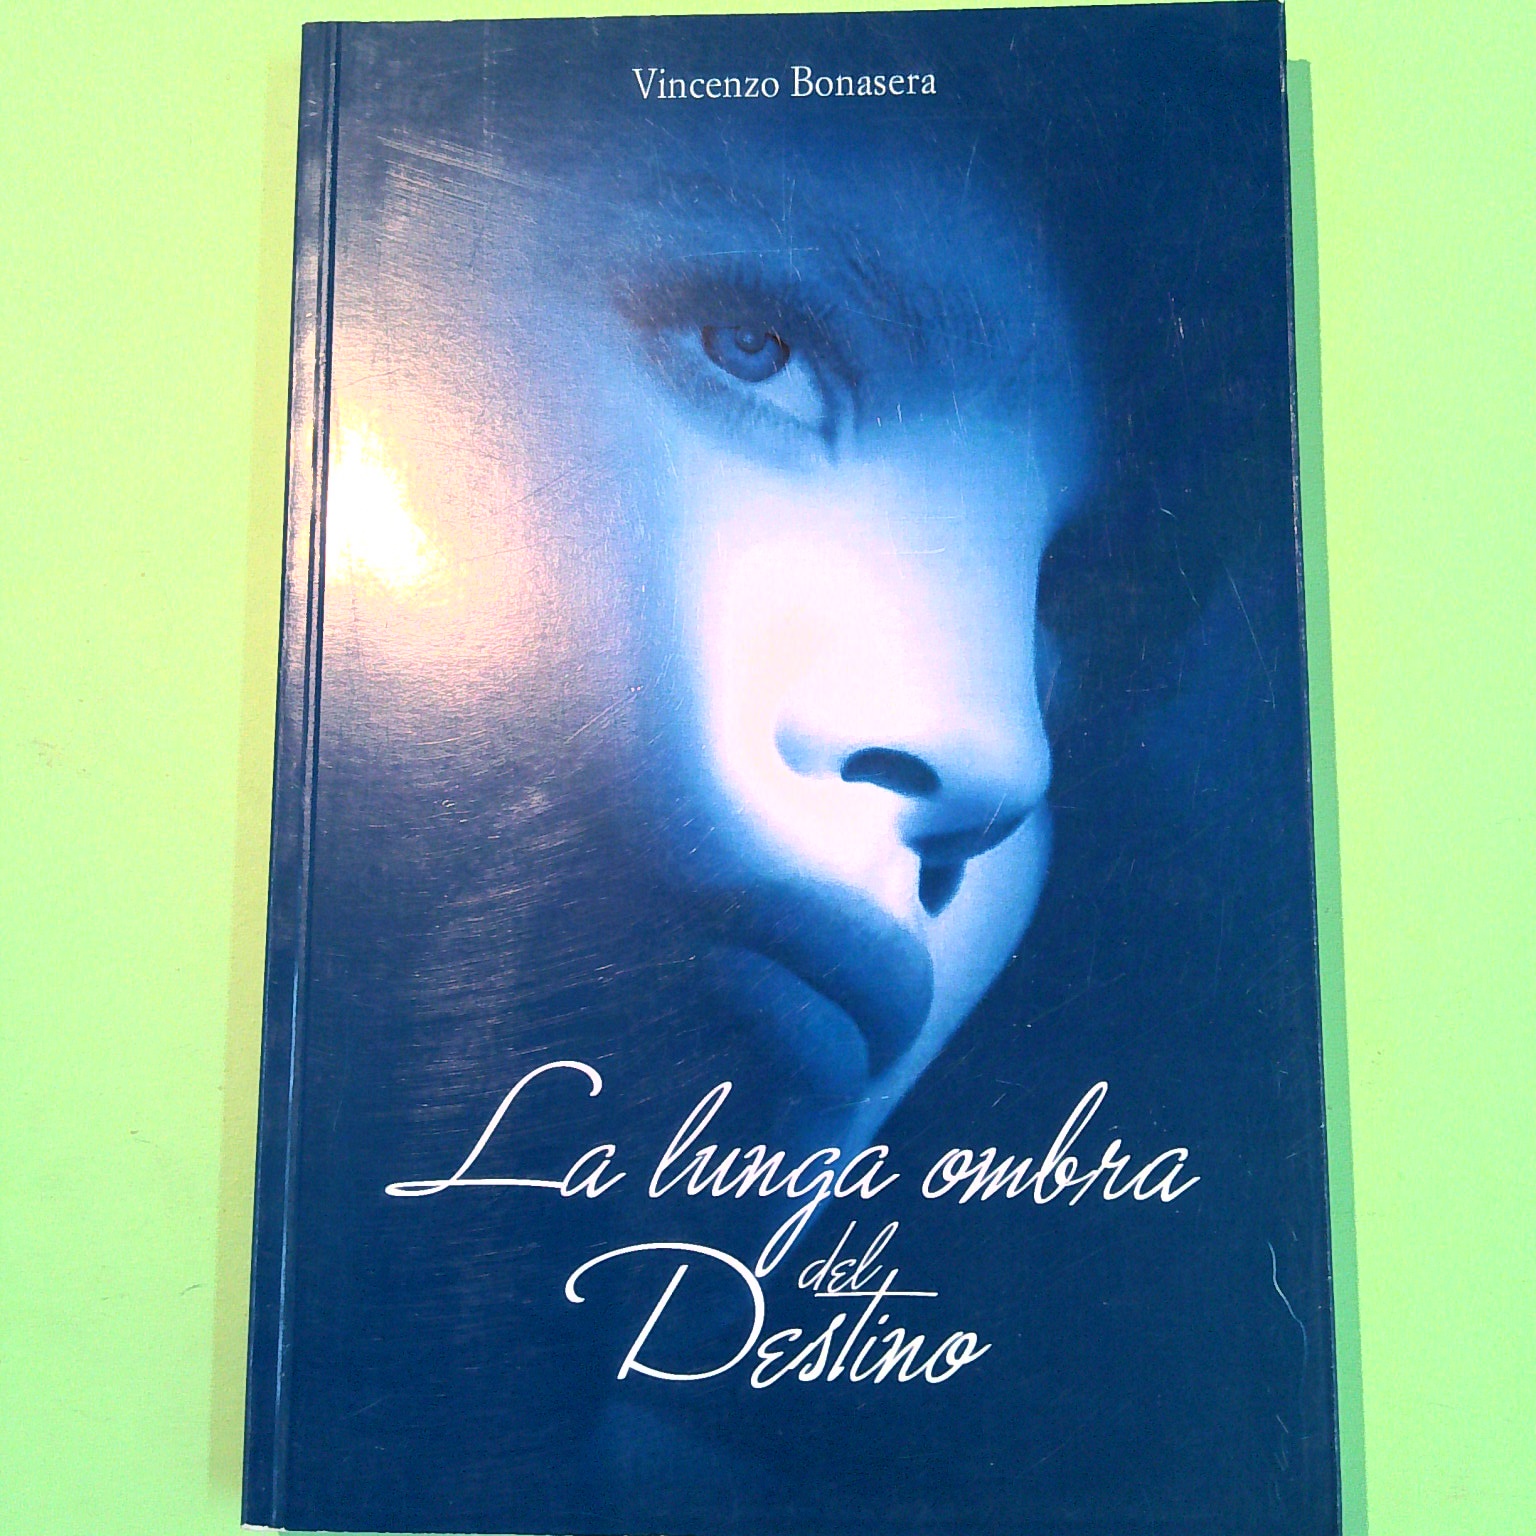 Vincenzo Bonasera
La lunga ombra
del
Destino